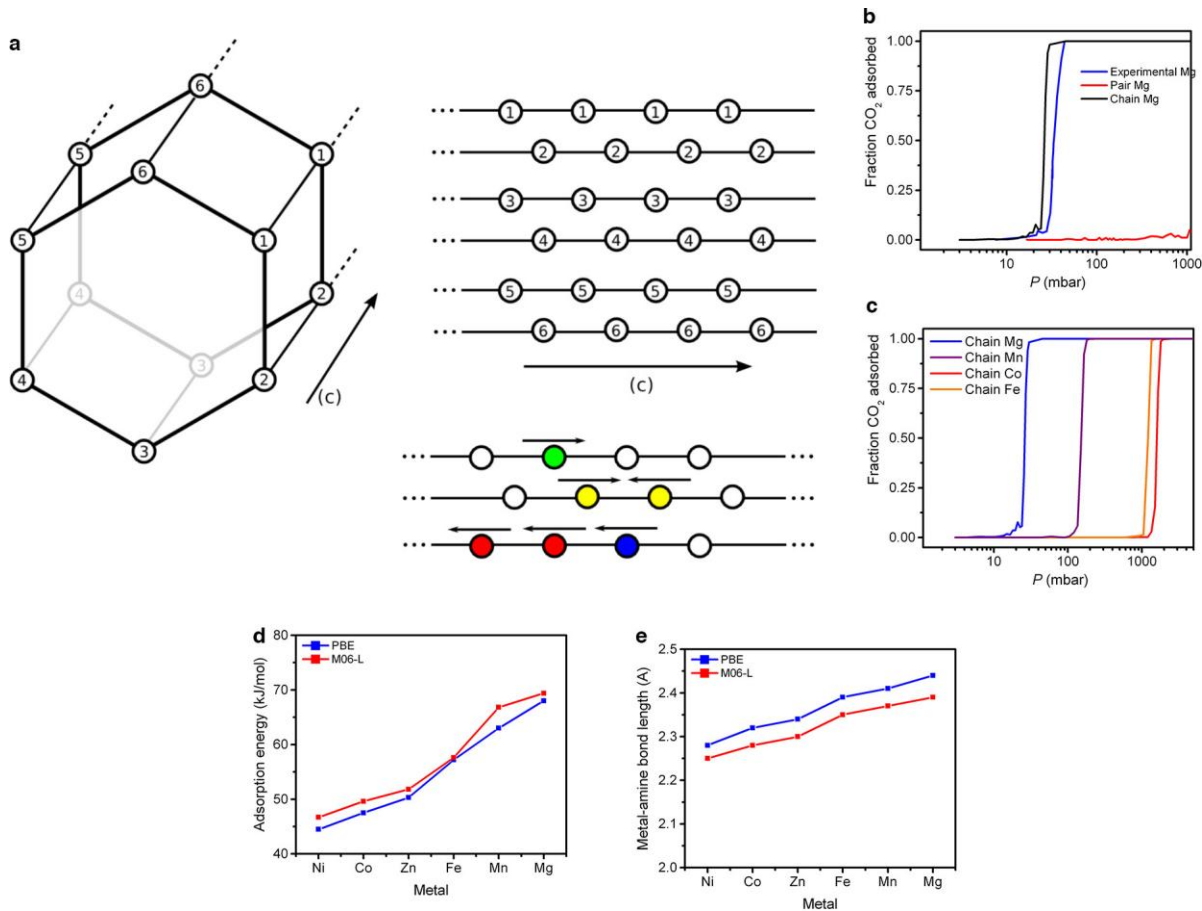 a
6
5
1
6
5
1
4
2
3
4
2
3
(c)
... 1 1 1 1
... 2 2 2 2
... 3 3 3 3
... 4 4 4 4
... 5 5 5 5
... 6 6 6 6
(c)
... ...
... ...
... ...
b
Fraction CO₂ adsorbed
1.00
0.75
0.50
0.25
0.00
Experimental Mg
Pair Mg
Chain Mg
10 100 1000
P (mbar)
c
Fraction CO₂ adsorbed
1.00
0.75
0.50
0.25
0.00
Chain Mg
Chain Mn
Chain Co
Chain Fe
10 100 1000
P (mbar)
d
Adsorption energy (kJ/mol)
80
70
60
50
40
PBE
M06-L
Ni Co Zn Fe Mn Mg
Metal
e
Metal-amine bond length (A)
2.5
2.4
2.3
2.2
2.1
2.0
PBE
M06-L
Ni Co Zn Fe Mn Mg
Metal